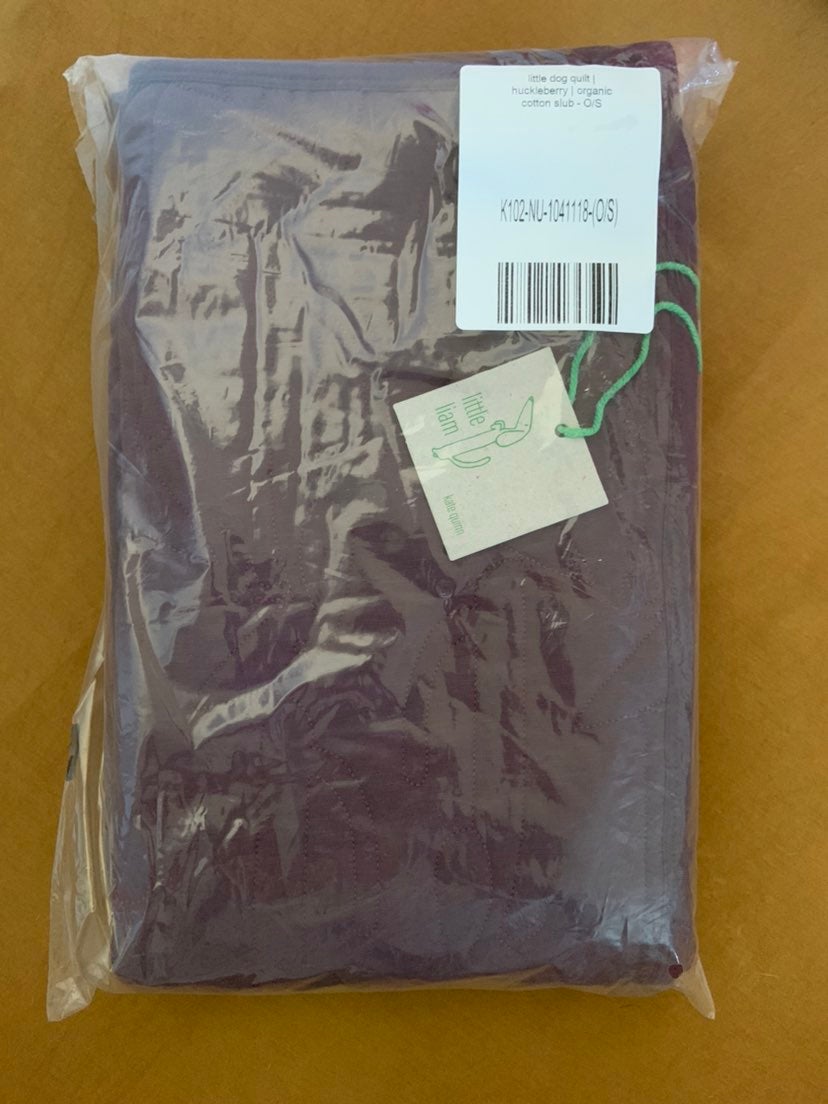 little dog quilt |
huckleberry | organic
cotton slub - O/S
K102-NU-1041118-(O/S)
little
liam
kate quinn